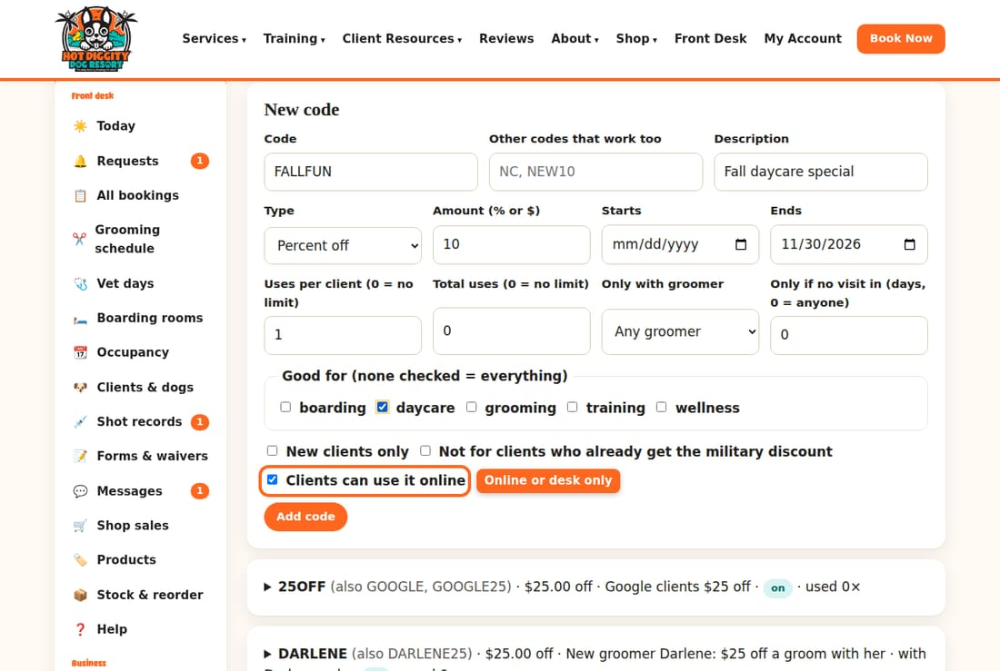 HOT DIGGITY
DOG RESORT
Services ▾ Training ▾ Client Resources ▾ Reviews About ▾ Shop ▾ Front Desk My Account Book Now
Front desk
Today
Requests 1
All bookings
Grooming schedule
Vet days
Boarding rooms
Occupancy
Clients & dogs
Shot records 1
Forms & waivers
Messages 1
Shop sales
Products
Stock & reorder
Help
Business
New code
Code Other codes that work too Description
FALLFUN NC, NEW10 Fall daycare special
Type Amount (% or $) Starts Ends
Percent off 10 mm/dd/yyyy 11/30/2026
Uses per client (0 = no limit) Total uses (0 = no limit) Only with groomer Only if no visit in (days, 0 = anyone)
1 0 Any groomer 0
Good for (none checked = everything)
boarding daycare grooming training wellness
New clients only Not for clients who already get the military discount
Clients can use it online Online or desk only
Add code
▶ 25OFF (also GOOGLE, GOOGLE25) · $25.00 off · Google clients $25 off · on · used 0×
▶ DARLENE (also DARLENE25) · $25.00 off · New groomer Darlene: $25 off a groom with her · with